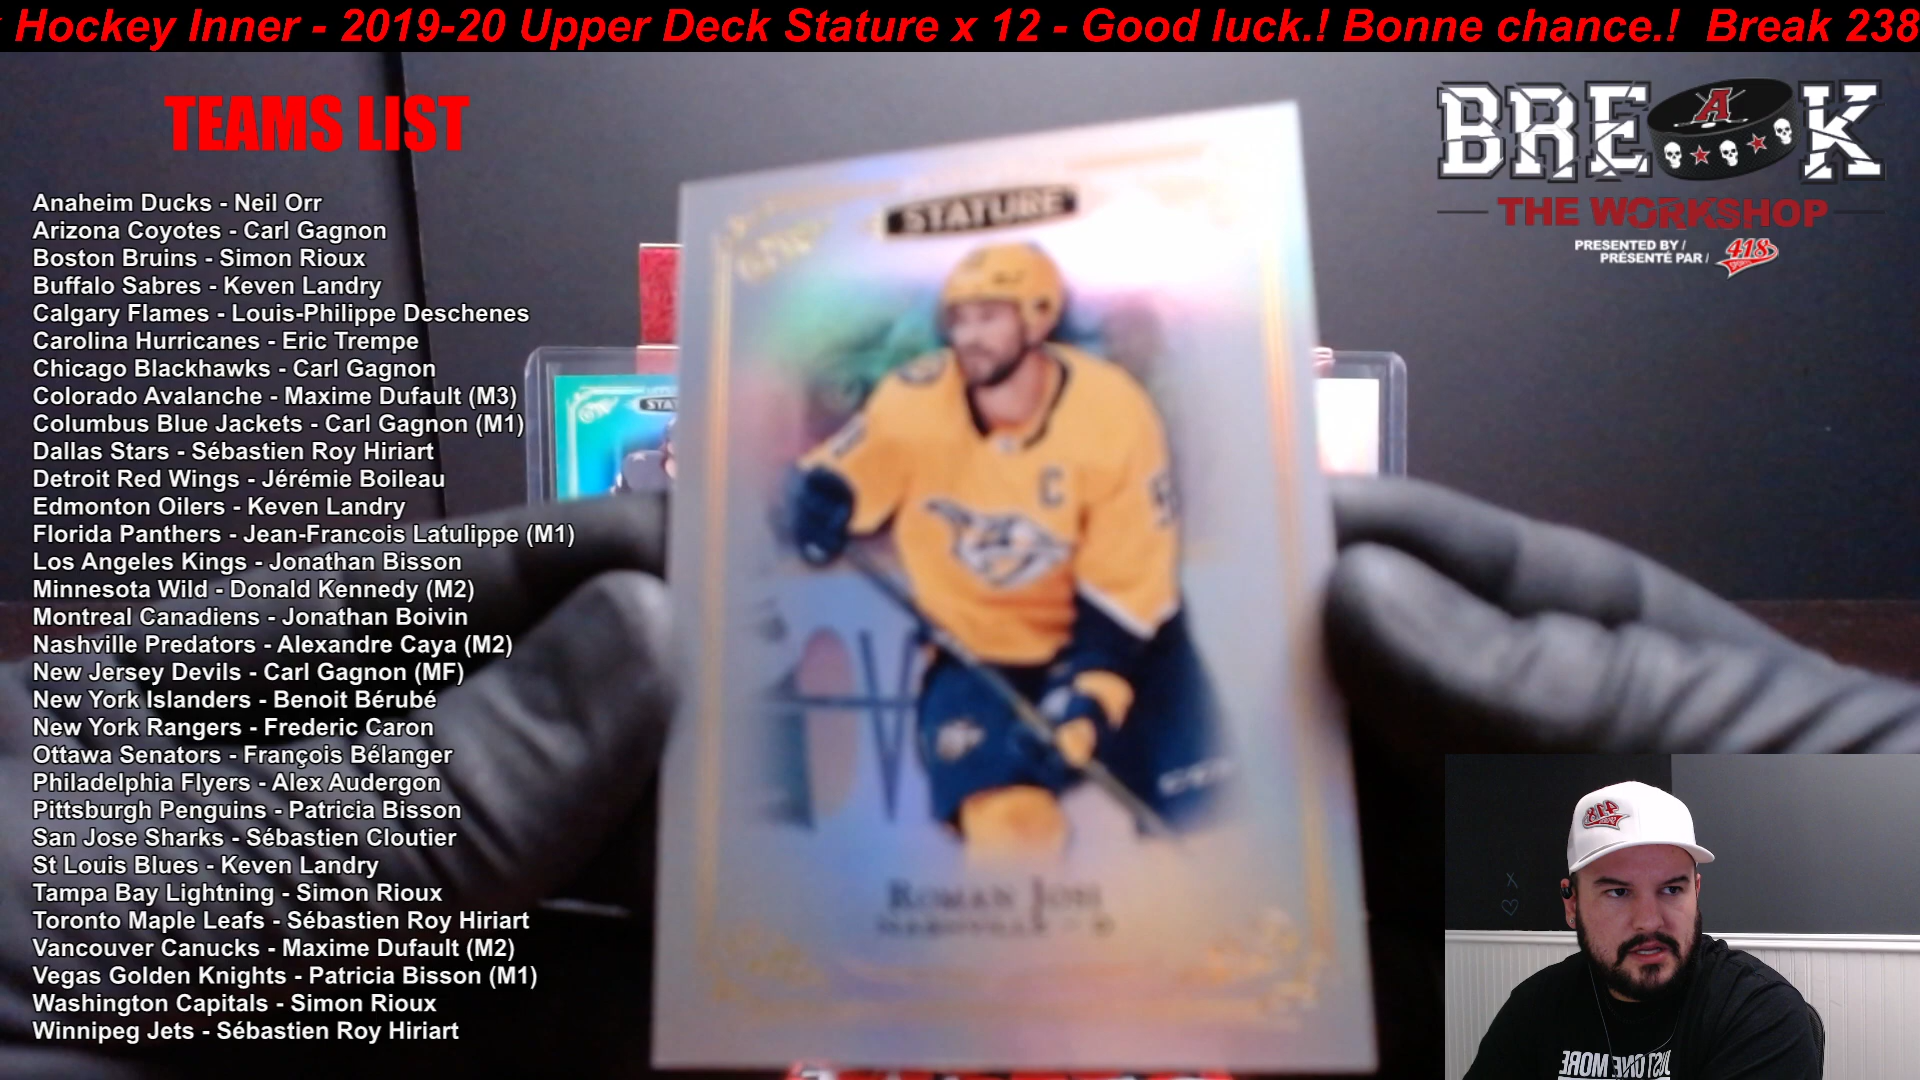 Hockey Inner - 2019-20 Upper Deck Stature x 12 - Good luck.! Bonne chance.! Break 238
TEAMS LIST
Anaheim Ducks - Neil Orr
Arizona Coyotes - Carl Gagnon
Boston Bruins - Simon Rioux
Buffalo Sabres - Keven Landry
Calgary Flames - Louis-Philippe Deschenes
Carolina Hurricanes - Eric Trempe
Chicago Blackhawks - Carl Gagnon
Colorado Avalanche - Maxime Dufault (M3)
Columbus Blue Jackets - Carl Gagnon (M1)
Dallas Stars - Sébastien Roy Hiriart
Detroit Red Wings - Jérémie Boileau
Edmonton Oilers - Keven Landry
Florida Panthers - Jean-Francois Latulippe (M1)
Los Angeles Kings - Jonathan Bisson
Minnesota Wild - Donald Kennedy (M2)
Montreal Canadiens - Jonathan Boivin
Nashville Predators - Alexandre Caya (M2)
New Jersey Devils - Carl Gagnon (MF)
New York Islanders - Benoit Bérubé
New York Rangers - Frederic Caron
Ottawa Senators - François Bélanger
Philadelphia Flyers - Alex Audergon
Pittsburgh Penguins - Patricia Bisson
San Jose Sharks - Sébastien Cloutier
St Louis Blues - Keven Landry
Tampa Bay Lightning - Simon Rioux
Toronto Maple Leafs - Sébastien Roy Hiriart
Vancouver Canucks - Maxime Dufault (M2)
Vegas Golden Knights - Patricia Bisson (M1)
Washington Capitals - Simon Rioux
Winnipeg Jets - Sébastien Roy Hiriart
STATURE
C
ROMAN JOSI
NASHVILLE - D
STA
BREAK
THE WORKSHOP
PRESENTED BY /
PRÉSENTÉ PAR / 418
418
JUST ONE MORE